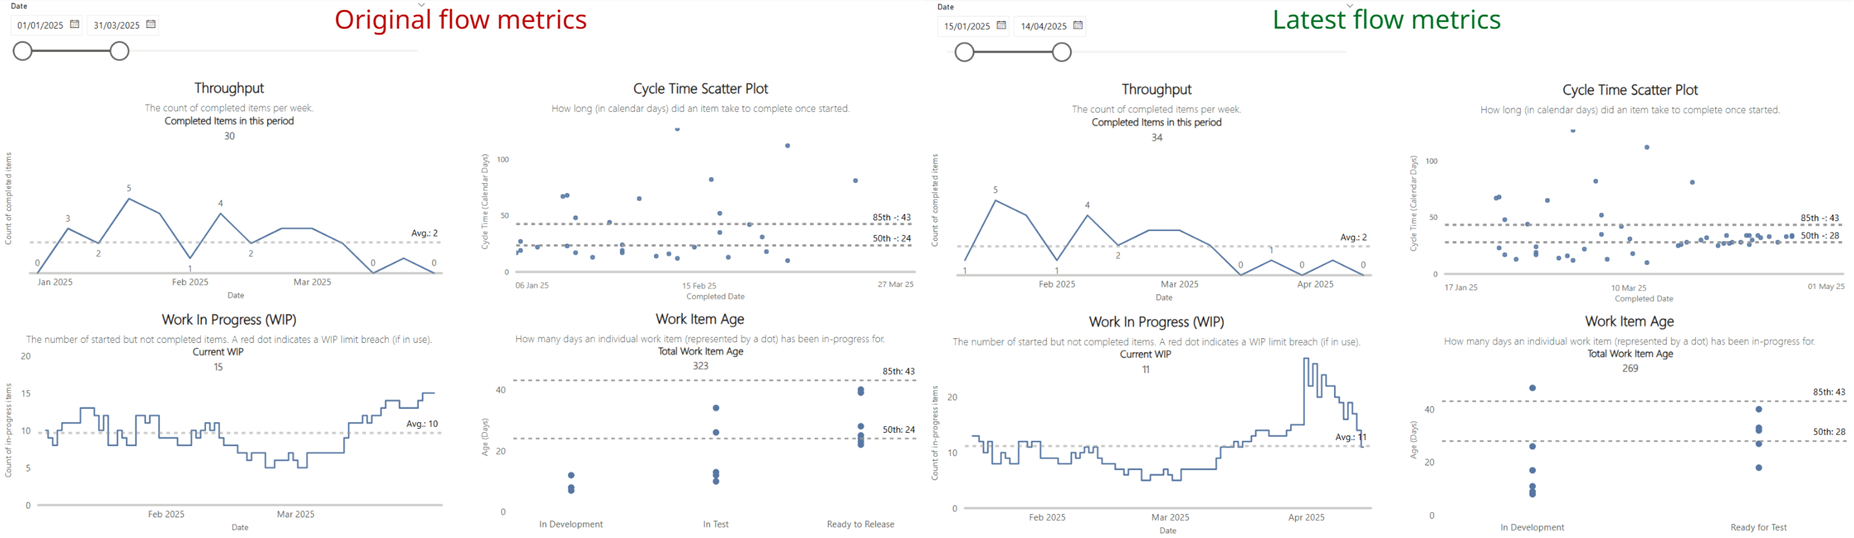 Original flow metrics
Date
01/01/2025 31/03/2025
Throughput
The count of completed items per week.
Completed Items in this period
30
Count of completed items
0
3
2
5
1
4
2
0
0
Avg.: 2
Jan 2025 Feb 2025 Mar 2025
Date
Cycle Time Scatter Plot
How long (in calendar days) did an item take to complete once started.
Cycle Time (Calendar Days)
100
50
0
85th -: 43
50th -: 24
06 Jan 25 15 Feb 25 27 Mar 25
Completed Date
Work In Progress (WIP)
The number of started but not completed items. A red dot indicates a WIP limit breach (if in use).
Current WIP
15
Count of in-progress items
20
15
10
5
0
Avg.: 10
Feb 2025 Mar 2025
Date
Work Item Age
How many days an individual work item (represented by a dot) has been in-progress for.
Total Work Item Age
323
Age (Days)
40
20
0
85th: 43
50th: 24
In Development In Test Ready to Release
Latest flow metrics
Date
15/01/2025 14/04/2025
Throughput
The count of completed items per week.
Completed Items in this period
34
Count of completed items
1
5
1
4
2
0
1
0
0
Avg.: 2
Feb 2025 Mar 2025 Apr 2025
Date
Cycle Time Scatter Plot
How long (in calendar days) did an item take to complete once started.
Cycle Time (Calendar Days)
100
50
0
85th -: 43
50th -: 28
17 Jan 25 10 Mar 25 01 May 25
Completed Date
Work In Progress (WIP)
The number of started but not completed items. A red dot indicates a WIP limit breach (if in use).
Current WIP
11
Count of in-progress items
20
10
0
Avg.: 11
Feb 2025 Mar 2025 Apr 2025
Date
Work Item Age
How many days an individual work item (represented by a dot) has been in-progress for.
Total Work Item Age
269
Age (Days)
40
20
0
85th: 43
50th: 28
In Development Ready for Test